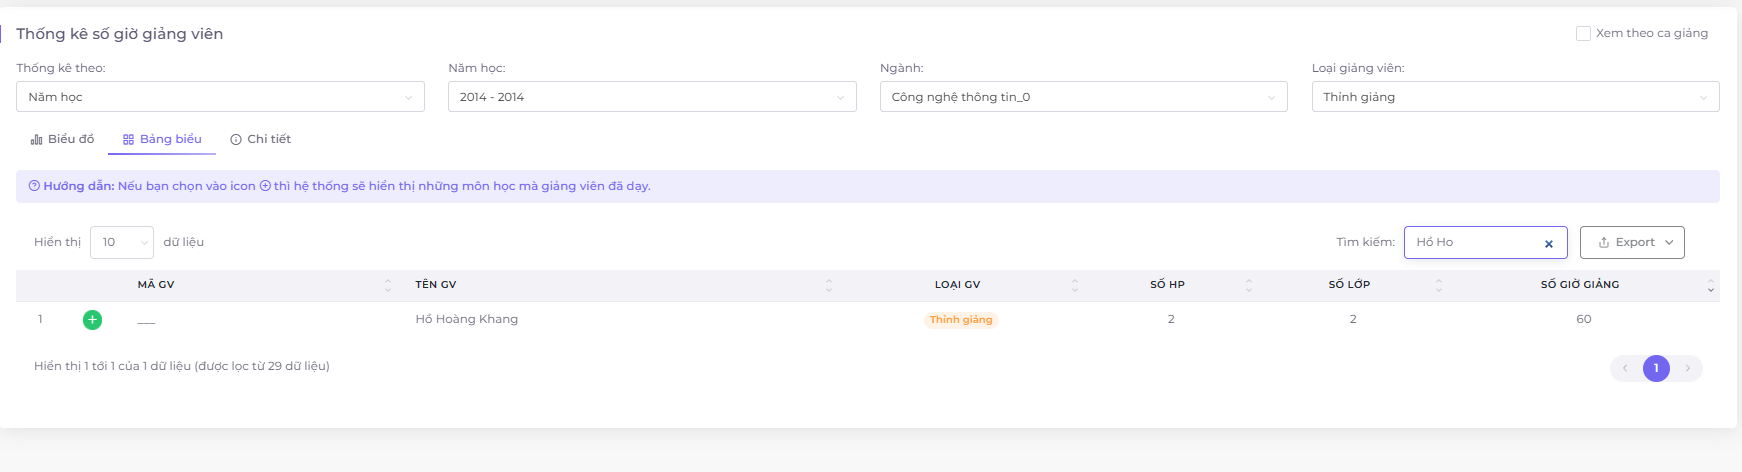 Thống kê số giờ giảng viên
Xem theo ca giảng
Thống kê theo: Năm học: Ngành: Loại giảng viên:
Năm học 2014 - 2014 Công nghệ thông tin_0 Thỉnh giảng
Biểu đồ Bảng biểu Chi tiết
Hướng dẫn: Nếu bạn chọn vào icon thì hệ thống sẽ hiển thị những môn học mà giảng viên đã dạy.
Hiển thị 10 dữ liệu Tìm kiếm: Hồ Ho Export
MÃ GV TÊN GV LOẠI GV SỐ HP SỐ LỚP SỐ GIỜ GIẢNG
1 ___ Hồ Hoàng Khang Thỉnh giảng 2 2 60
Hiển thị 1 tới 1 của 1 dữ liệu (được lọc từ 29 dữ liệu) 1